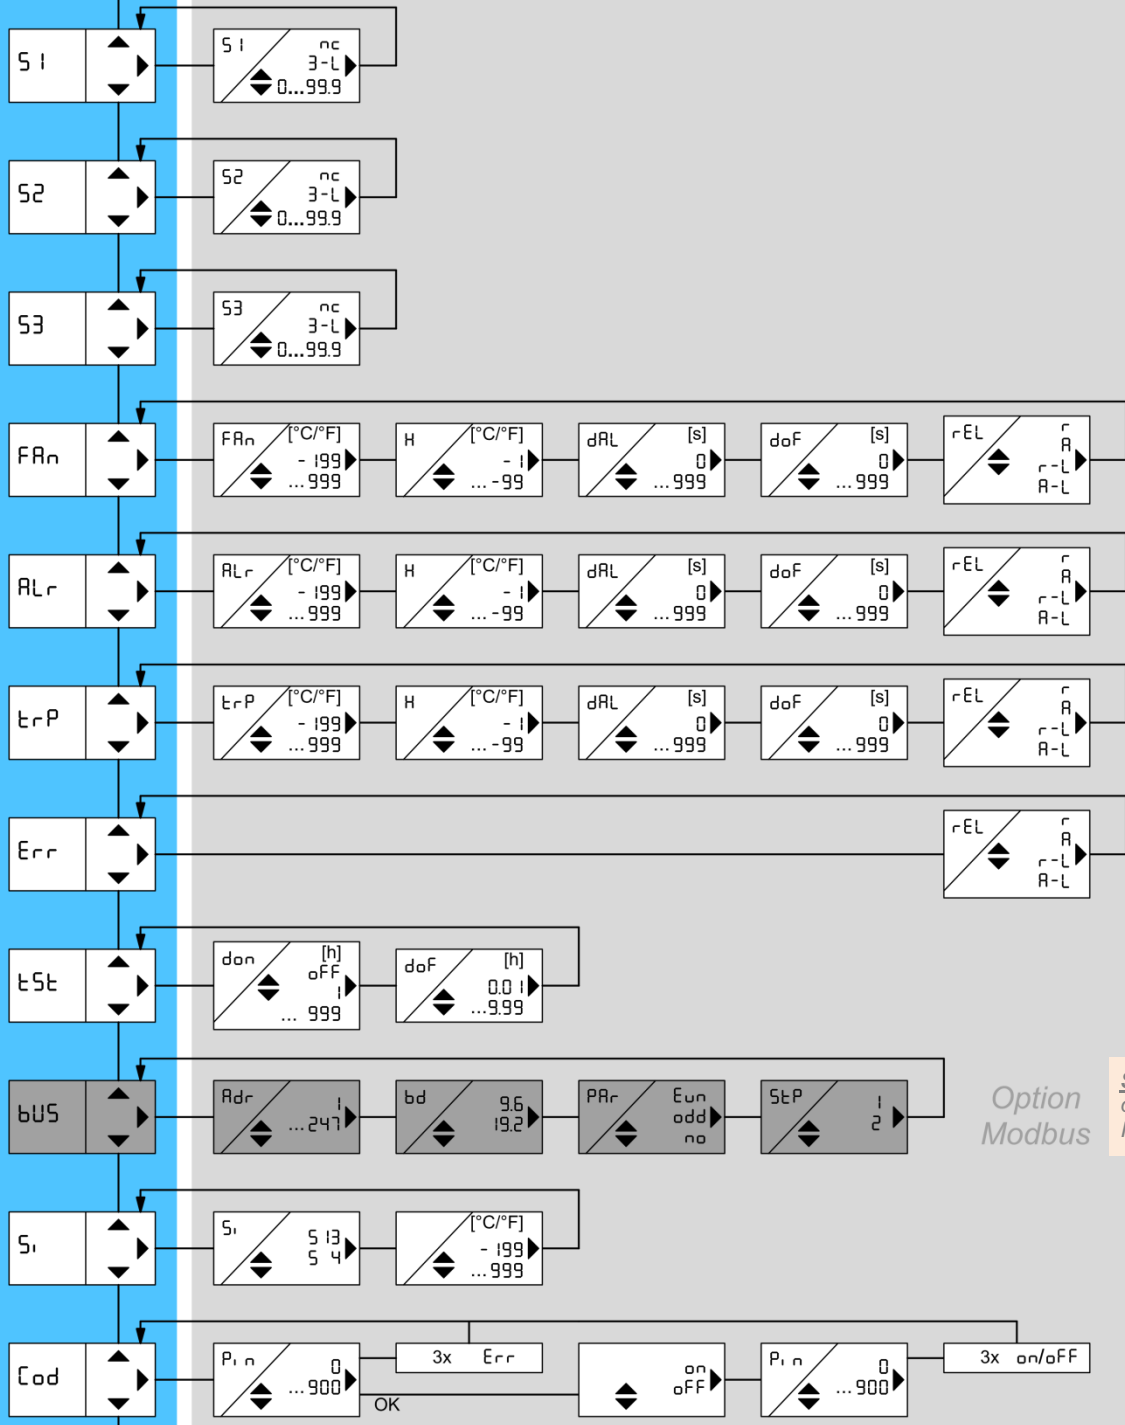 S1
S1
nc
3-L
0...99.9
S2
S2
nc
3-L
0...99.9
S3
S3
nc
3-L
0...99.9
FAn
FAn [°C/°F]
-199
...999
H [°C/°F]
-1
...-99
dAL [s]
0
...999
doF [s]
0
...999
rEL r
A
r-L
A-L
ALr
ALr [°C/°F]
-199
...999
H [°C/°F]
-1
...-99
dAL [s]
0
...999
doF [s]
0
...999
rEL r
A
r-L
A-L
trP
trP [°C/°F]
-199
...999
H [°C/°F]
-1
...-99
dAL [s]
0
...999
doF [s]
0
...999
rEL r
A
r-L
A-L
Err
rEL r
A
r-L
A-L
tSt
don [h]
oFF
1
... 999
doF [h]
0.01
...9.99
bUS
Adr 1
...247
bd 9.6
19.2
PAr Eun
odd
no
StP 1
2
Option
Modbus
Si
Si S13
S 4
[°C/°F]
-199
...999
Cod
Pin 0
...900
3x Err
OK
on
oFF
Pin 0
...900
3x on/oFF